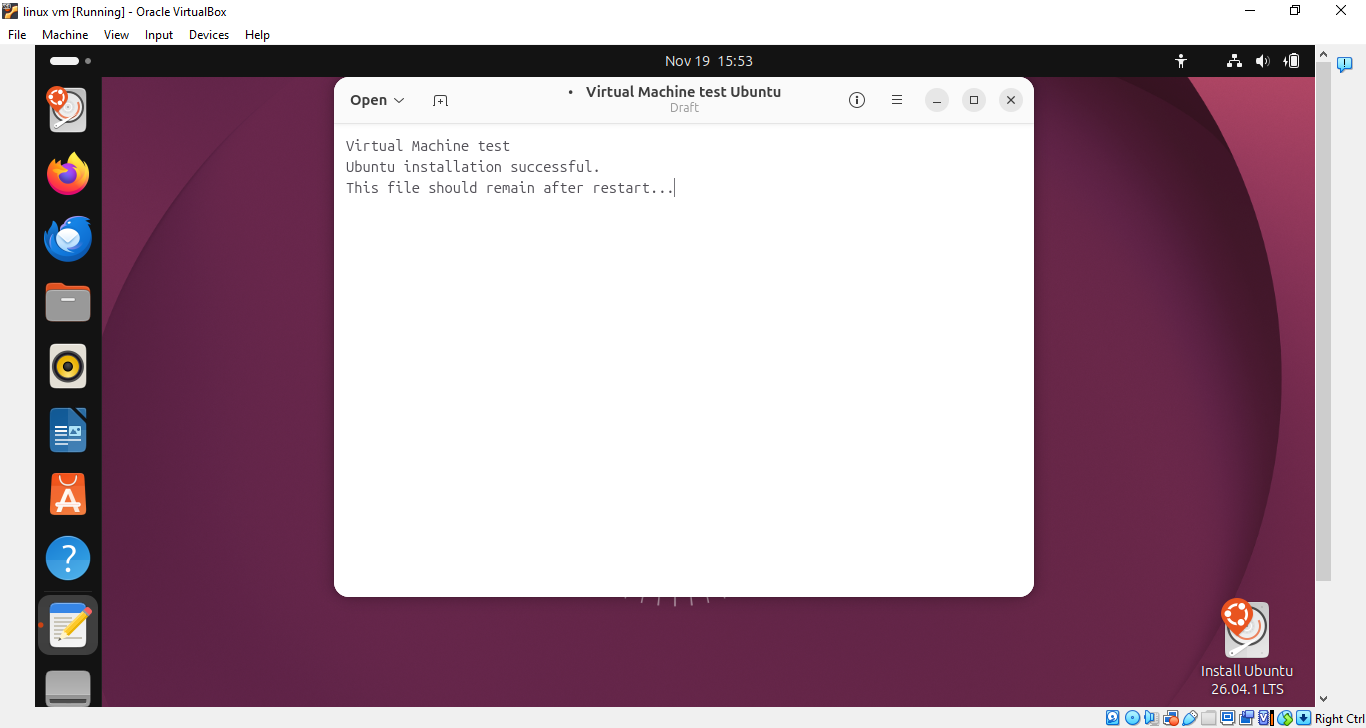 linux vm [Running] - Oracle VirtualBox
File Machine View Input Devices Help
Nov 19 15:53
Open
• Virtual Machine test Ubuntu
Draft
Virtual Machine test
Ubuntu installation successful.
This file should remain after restart...
Install Ubuntu
26.04.1 LTS
Right Ctrl